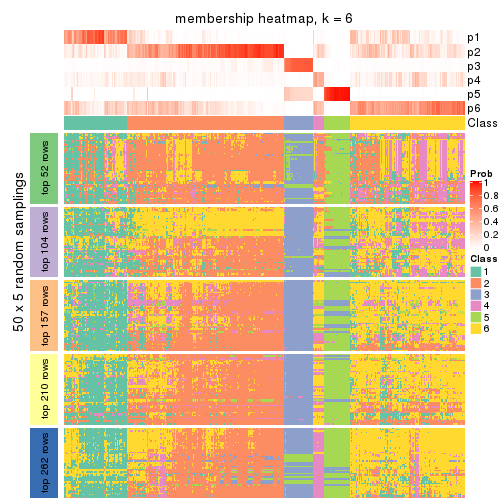 membership heatmap, k = 6
p1
p2
p3
p4
p5
p6
Class
50 x 5 random samplings
top 52 rows
top 104 rows
top 157 rows
top 210 rows
top 262 rows
Prob
1
0.8
0.6
0.4
0.2
0
Class
1
2
3
4
5
6